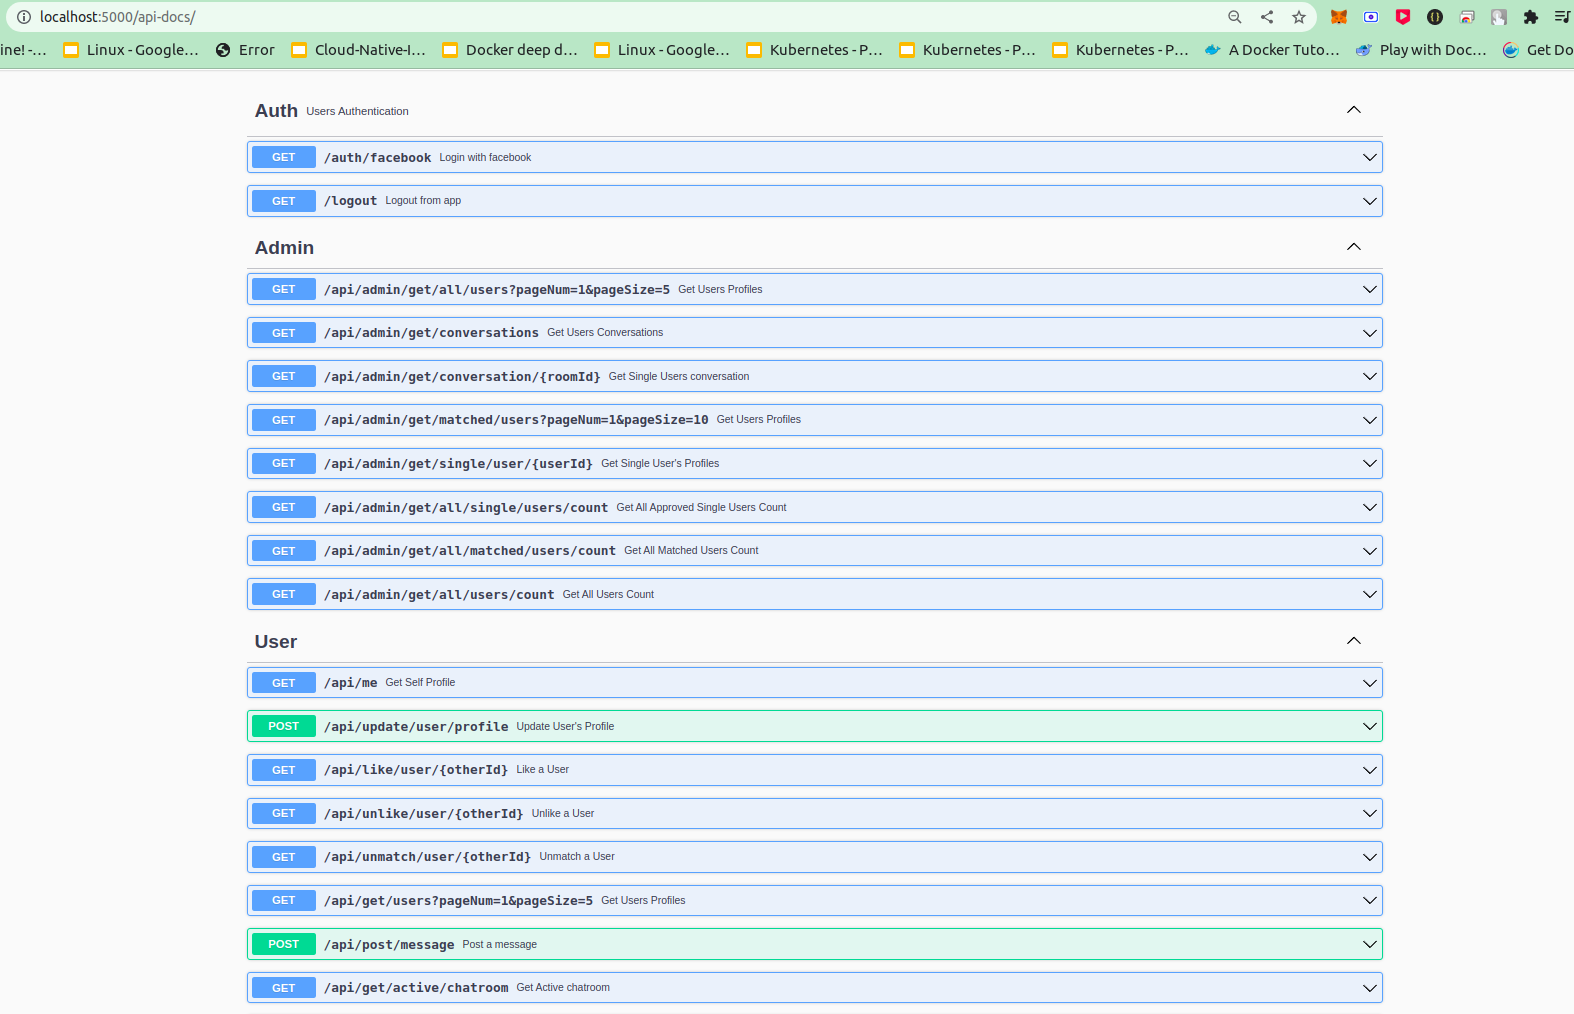 localhost:5000/api-docs/
ine! -... Linux - Google... Error Cloud-Native-I... Docker deep d... Linux - Google... Kubernetes - P... Kubernetes - P... Kubernetes - P... A Docker Tuto... Play with Doc... Get Do
Auth Users Authentication
GET /auth/facebook Login with facebook
GET /logout Logout from app
Admin
GET /api/admin/get/all/users?pageNum=1&pageSize=5 Get Users Profiles
GET /api/admin/get/conversations Get Users Conversations
GET /api/admin/get/conversation/{roomId} Get Single Users conversation
GET /api/admin/get/matched/users?pageNum=1&pageSize=10 Get Users Profiles
GET /api/admin/get/single/user/{userId} Get Single User's Profiles
GET /api/admin/get/all/single/users/count Get All Approved Single Users Count
GET /api/admin/get/all/matched/users/count Get All Matched Users Count
GET /api/admin/get/all/users/count Get All Users Count
User
GET /api/me Get Self Profile
POST /api/update/user/profile Update User's Profile
GET /api/like/user/{otherId} Like a User
GET /api/unlike/user/{otherId} Unlike a User
GET /api/unmatch/user/{otherId} Unmatch a User
GET /api/get/users?pageNum=1&pageSize=5 Get Users Profiles
POST /api/post/message Post a message
GET /api/get/active/chatroom Get Active chatroom